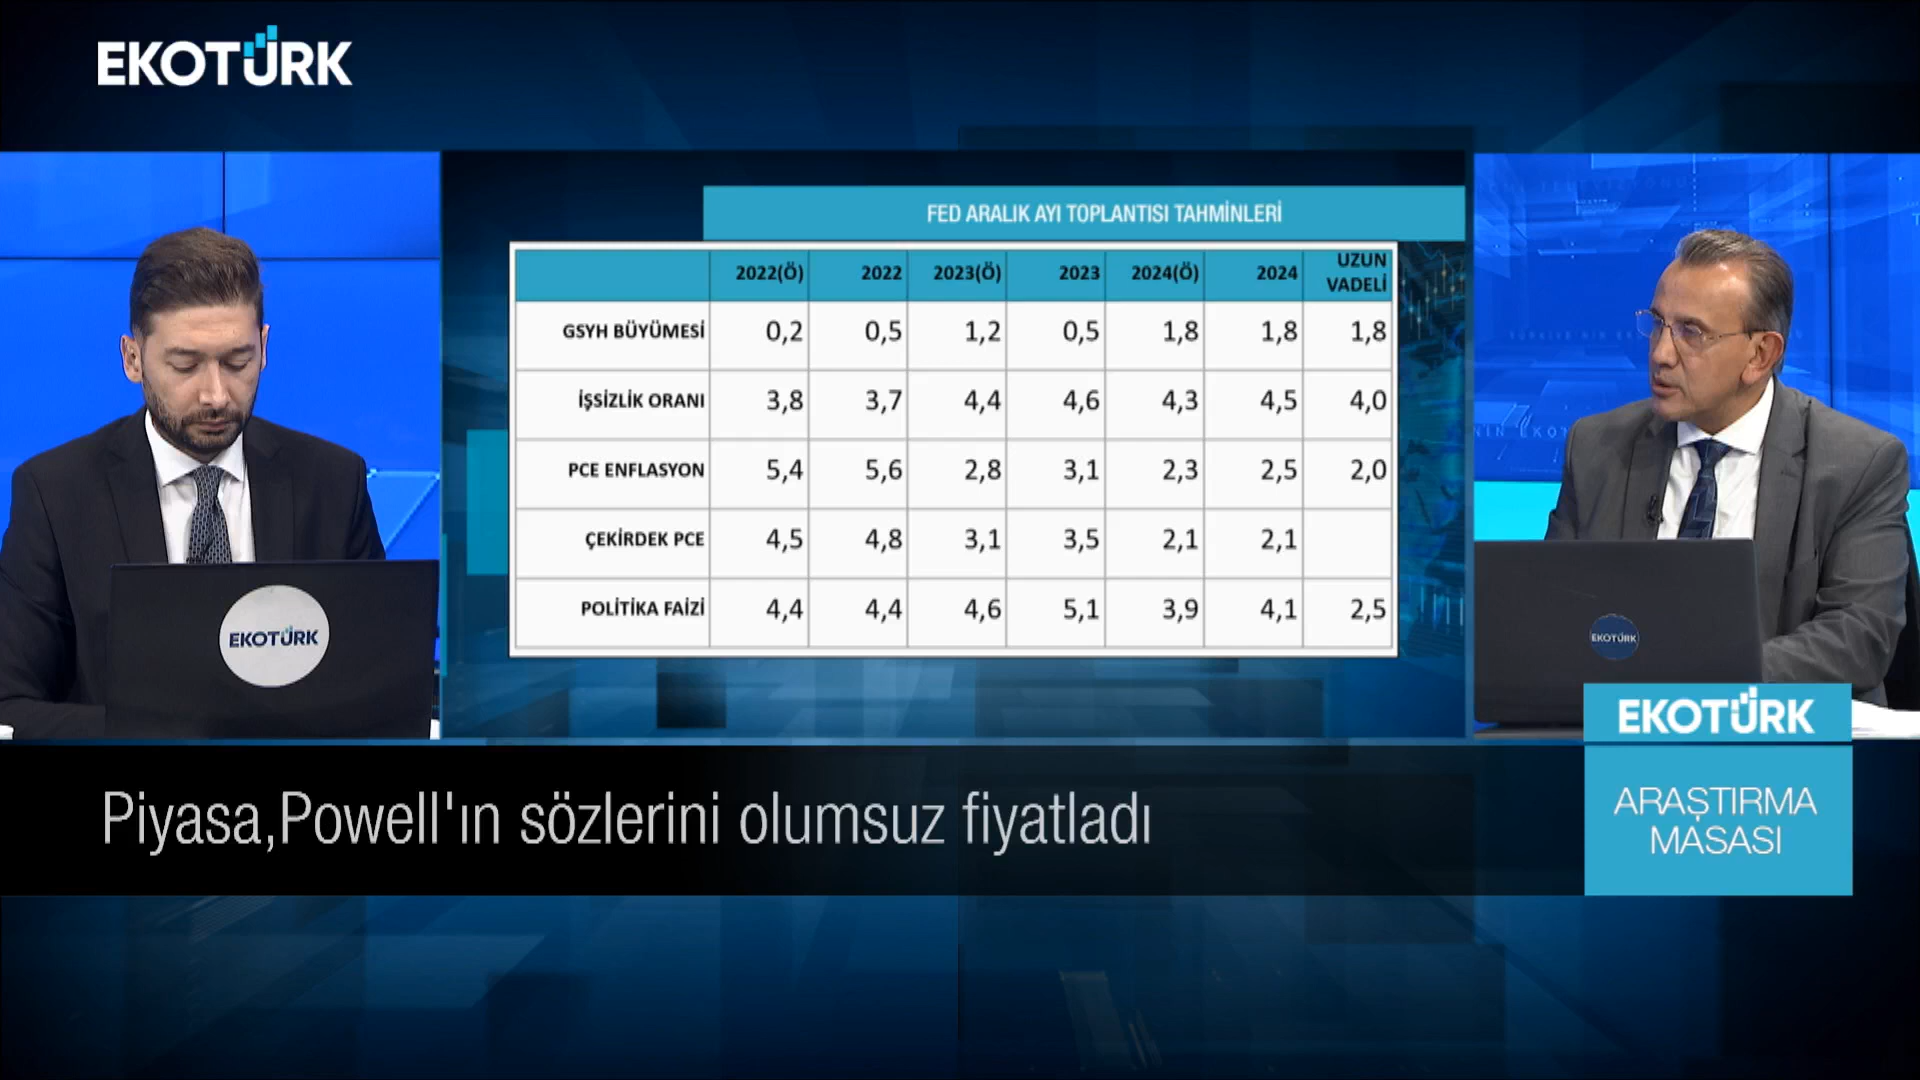 EKOTÜRK
FED ARALIK AYI TOPLANTISI TAHMİNLERİ
2022(Ö) 2022 2023(Ö) 2023 2024(Ö) 2024 UZUN VADELİ
GSYH BÜYÜMESİ 0,2 0,5 1,2 0,5 1,8 1,8 1,8
İŞSİZLİK ORANI 3,8 3,7 4,4 4,6 4,3 4,5 4,0
PCE ENFLASYON 5,4 5,6 2,8 3,1 2,3 2,5 2,0
ÇEKİRDEK PCE 4,5 4,8 3,1 3,5 2,1 2,1
POLİTİKA FAİZİ 4,4 4,4 4,6 5,1 3,9 4,1 2,5
EKOTÜRK
EKOTÜRK
EKOTÜRK
Piyasa,Powell'ın sözlerini olumsuz fiyatladı
ARAŞTIRMA
MASASI